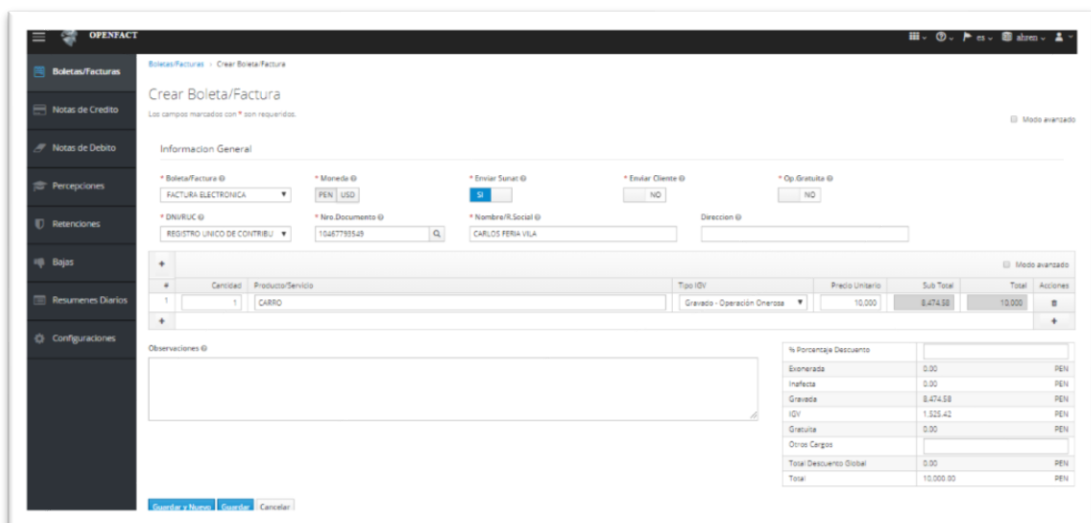 OPENFACT
es
ahren
Boletas/Facturas
Notas de Credito
Notas de Debito
Percepciones
Retenciones
Bajas
Resumenes Diarios
Configuraciones
Boletas/Facturas Crear Boleta/Factura
Crear Boleta/Factura
Los campos marcados con * son requeridos.
Modo avanzado
Informacion General
* Boleta/Factura * Moneda * Enviar Sunat * Enviar Cliente * Op.Gratuita
FACTURA ELECTRONICA PEN USD SI NO NO
* DNI/RUC * Nro.Documento * Nombre/R.Social Direccion
REGISTRO UNICO DE CONTRIBU 10467793549 CARLOS FERIA VILA
+ Modo avanzado
# Cantidad Producto/Servicio Tipo IGV Precio Unitario Sub Total Total Acciones
1 1 CARRO Gravado - Operación Onerosa 10,000 8,474.58 10,000
+ +
Observaciones
% Porcentaje Descuento
Exonerada 0.00 PEN
Inafecta 0.00 PEN
Gravada 8,474.58 PEN
IGV 1,525.42 PEN
Gratuita 0.00 PEN
Otros Cargos
Total Descuento Global 0.00 PEN
Total 10,000.00 PEN
Guardar y Nuevo Guardar Cancelar